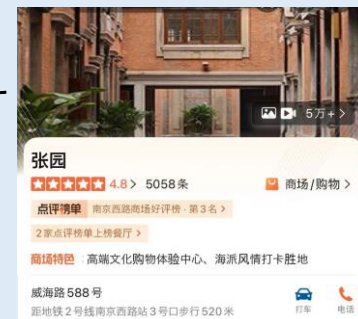 5万+ >
张园
4.8 > 5058条 商场/购物 >
点评榜单 南京西路商场好评榜·第3名 >
2家点评榜单上榜餐厅 >
商场特色 高端文化购物体验中心、海派风情打卡胜地
威海路588号
距地铁2号线南京西路站3号口步行520米
打车 电话